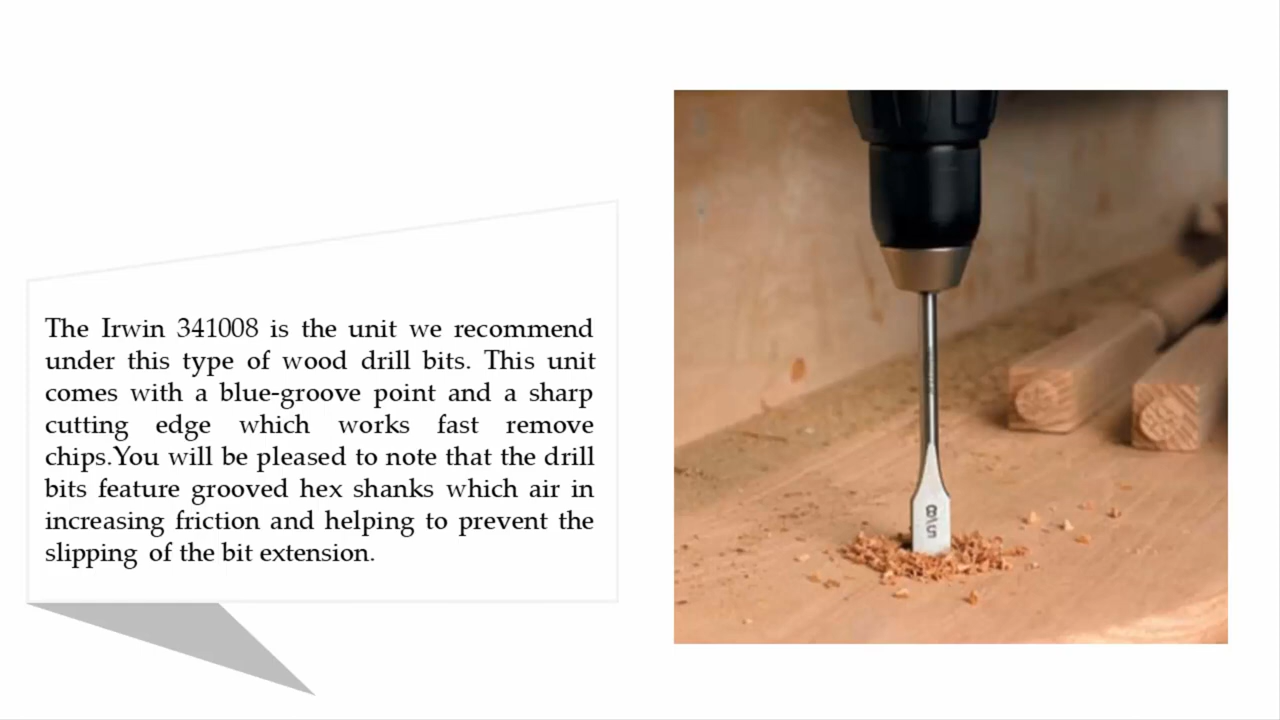 The Irwin 341008 is the unit we recommend
under this type of wood drill bits. This unit
comes with a blue-groove point and a sharp
cutting edge which works fast remove
chips.You will be pleased to note that the drill
bits feature grooved hex shanks which air in
increasing friction and helping to prevent the
slipping of the bit extension.
5/8